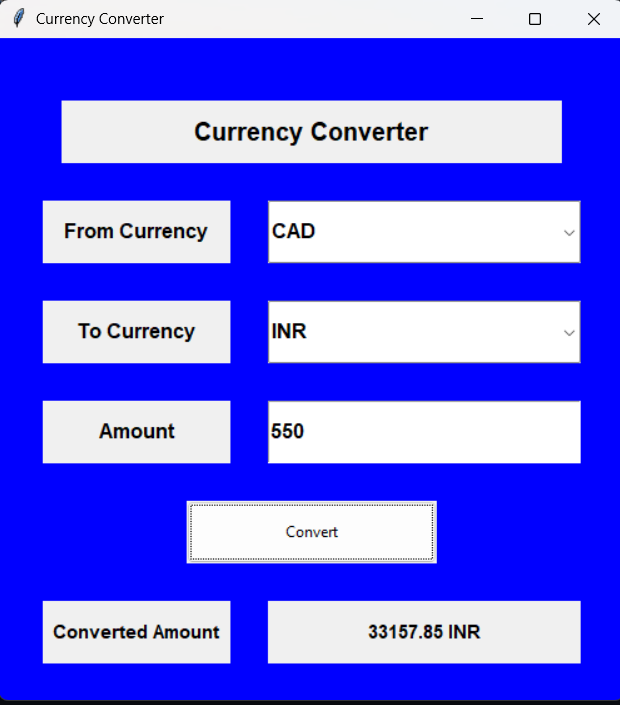 Currency Converter
Currency Converter
From Currency
CAD
To Currency
INR
Amount
550
Convert
Converted Amount
33157.85 INR